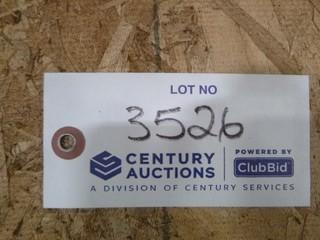 LOT NO
3526
CENTURY AUCTIONS
POWERED BY
ClubBid
A DIVISION OF CENTURY SERVICES